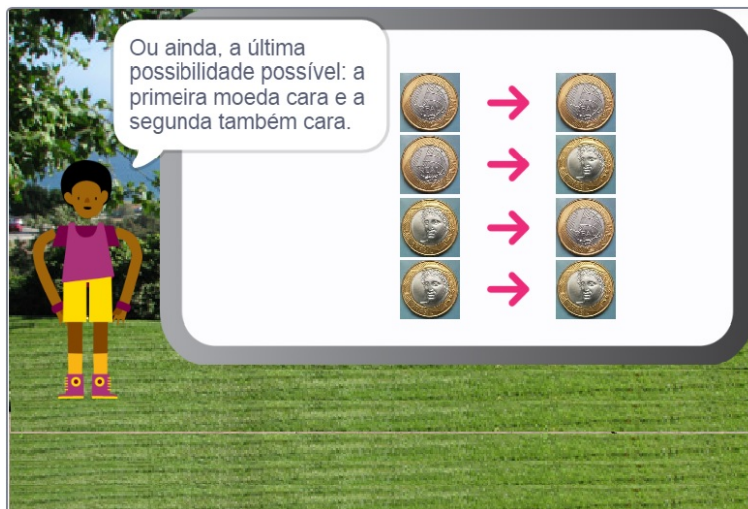 Ou ainda, a última
possibilidade possível: a
primeira moeda cara e a
segunda também cara.